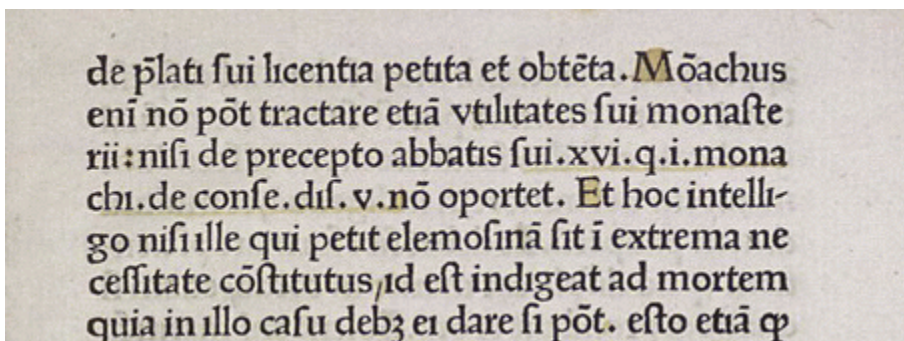 de p̄lati ſui licentia petita et obtēta. Mōachus
enī nō pōt tractare etiā vtilitates ſui monaſte
rii: niſi de precepto abbatis ſui.xvi.q.i.mona
chi.de conſe.diſ.v.nō oportet. Et hoc intelli-
go niſi ille qui petit elemoſinā ſit ī extrema ne
ceſſitate cōſtitutus/id eſt indigeat ad mortem
quia in illo caſu debꝫ ei dare ſi pōt. eſto etiā ꝙ